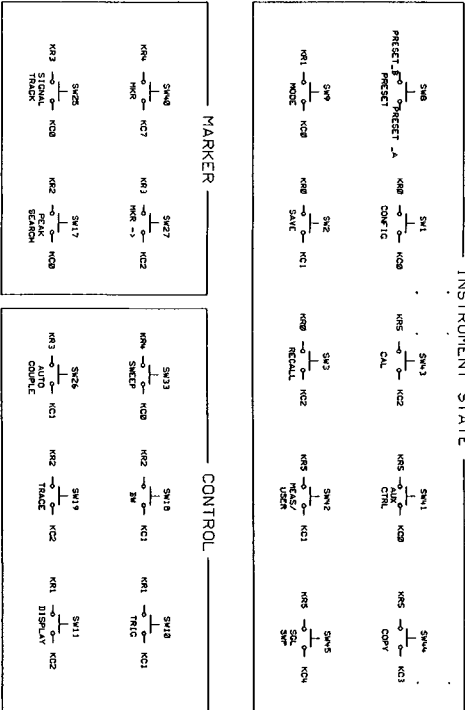 INSTRUMENT STATE
SW8
PRESET_B PRESET_A
PRESET
SW1
KR0 KC0
CONFIG
SW43
KR5 KC2
CAL
SW41
KR5 KC0
AUX
CTRL
SW44
KR5 KC3
COPY
SW9
KR1 KC0
MODE
SW2
KR0 KC1
SAVE
SW3
KR0 KC2
RECALL
SW42
KR5 KC1
MEAS/
USER
SW45
KR5 KC4
SGL
SWP
MARKER
SW40
KR4 KC7
MKR
SW27
KR3 KC2
MKR ->
SW25
KR3 KC0
SIGNAL
TRACK
SW17
KR2 KC0
PEAK
SEARCH
CONTROL
SW33
KR4 KC0
SWEEP
SW18
KR2 KC1
BW
SW10
KR1 KC1
TRIG
SW26
KR3 KC1
AUTO
COUPLE
SW19
KR2 KC2
TRACE
SW11
KR1 KC2
DISPLAY